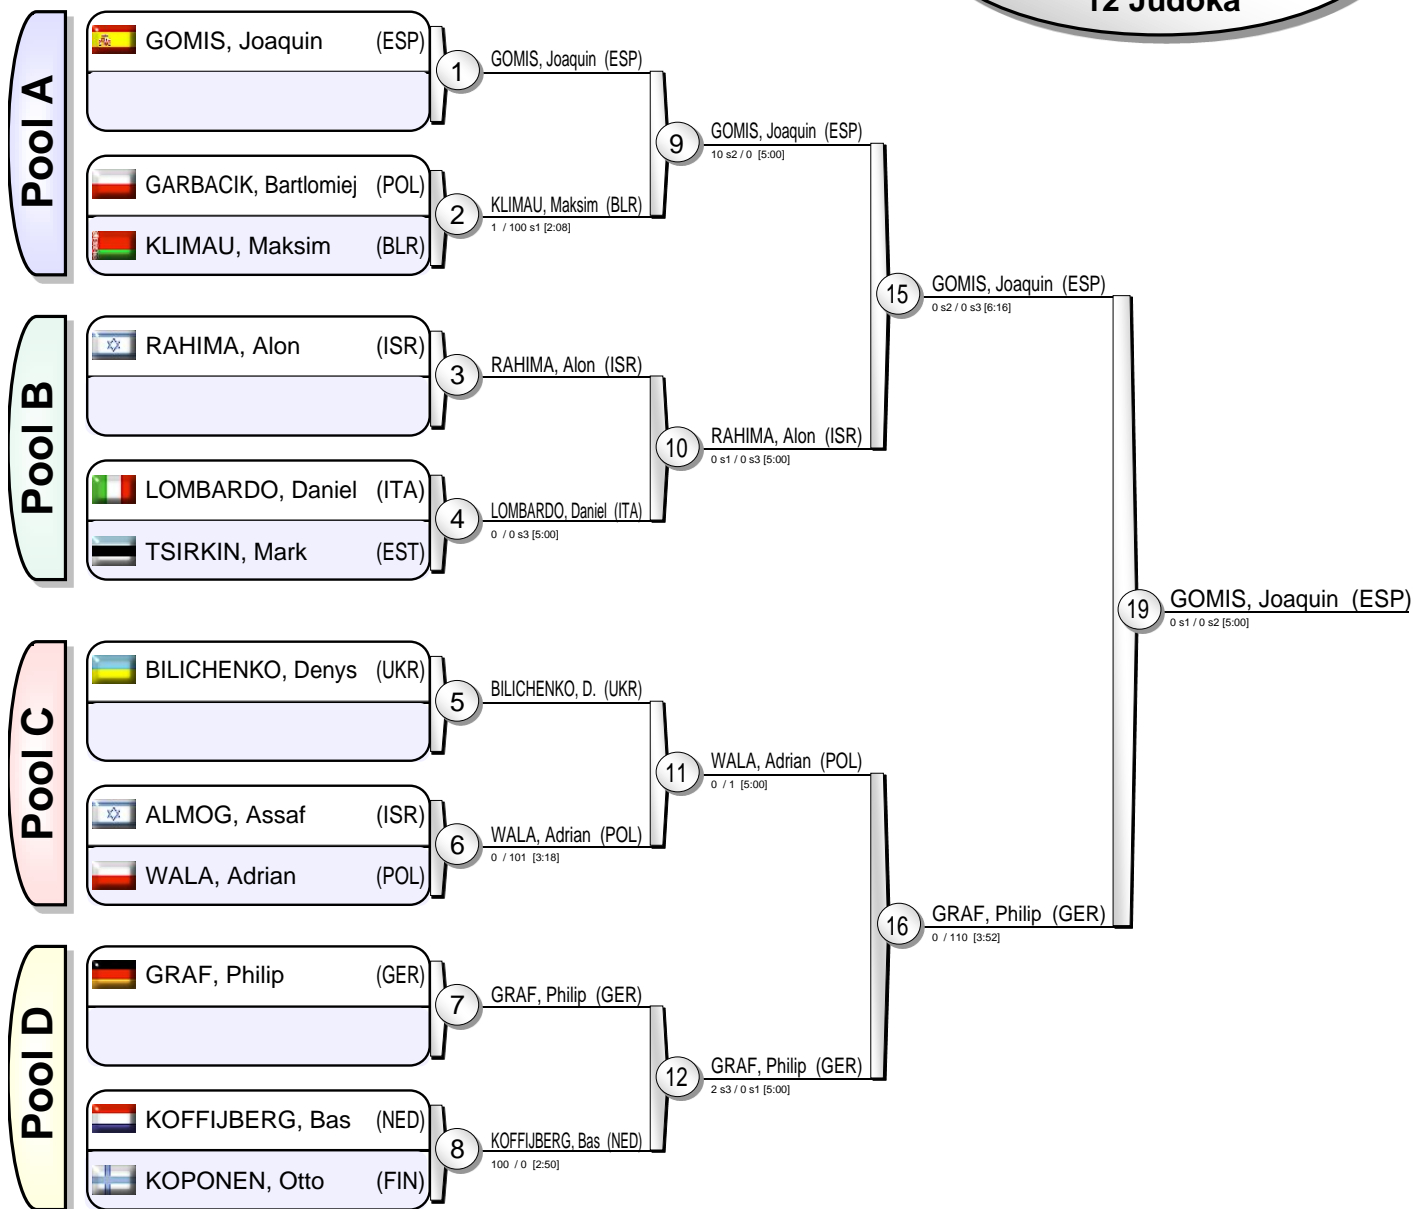 12 Judoka
Pool A
GOMIS, Joaquin (ESP)
1
GOMIS, Joaquin (ESP)
GARBACIK, Bartlomiej (POL)
KLIMAU, Maksim (BLR)
2
KLIMAU, Maksim (BLR)
1 / 100 s1 [2:08]
9
GOMIS, Joaquin (ESP)
10 s2 / 0 [5:00]
Pool B
RAHIMA, Alon (ISR)
3
RAHIMA, Alon (ISR)
LOMBARDO, Daniel (ITA)
TSIRKIN, Mark (EST)
4
LOMBARDO, Daniel (ITA)
0 / 0 s3 [5:00]
10
RAHIMA, Alon (ISR)
0 s1 / 0 s3 [5:00]
15
GOMIS, Joaquin (ESP)
0 s2 / 0 s3 [6:16]
Pool C
BILICHENKO, Denys (UKR)
5
BILICHENKO, D. (UKR)
ALMOG, Assaf (ISR)
WALA, Adrian (POL)
6
WALA, Adrian (POL)
0 / 101 [3:18]
11
WALA, Adrian (POL)
0 / 1 [5:00]
Pool D
GRAF, Philip (GER)
7
GRAF, Philip (GER)
KOFFIJBERG, Bas (NED)
KOPONEN, Otto (FIN)
8
KOFFIJBERG, Bas (NED)
100 / 0 [2:50]
12
GRAF, Philip (GER)
2 s3 / 0 s1 [5:00]
16
GRAF, Philip (GER)
0 / 110 [3:52]
19
GOMIS, Joaquin (ESP)
0 s1 / 0 s2 [5:00]